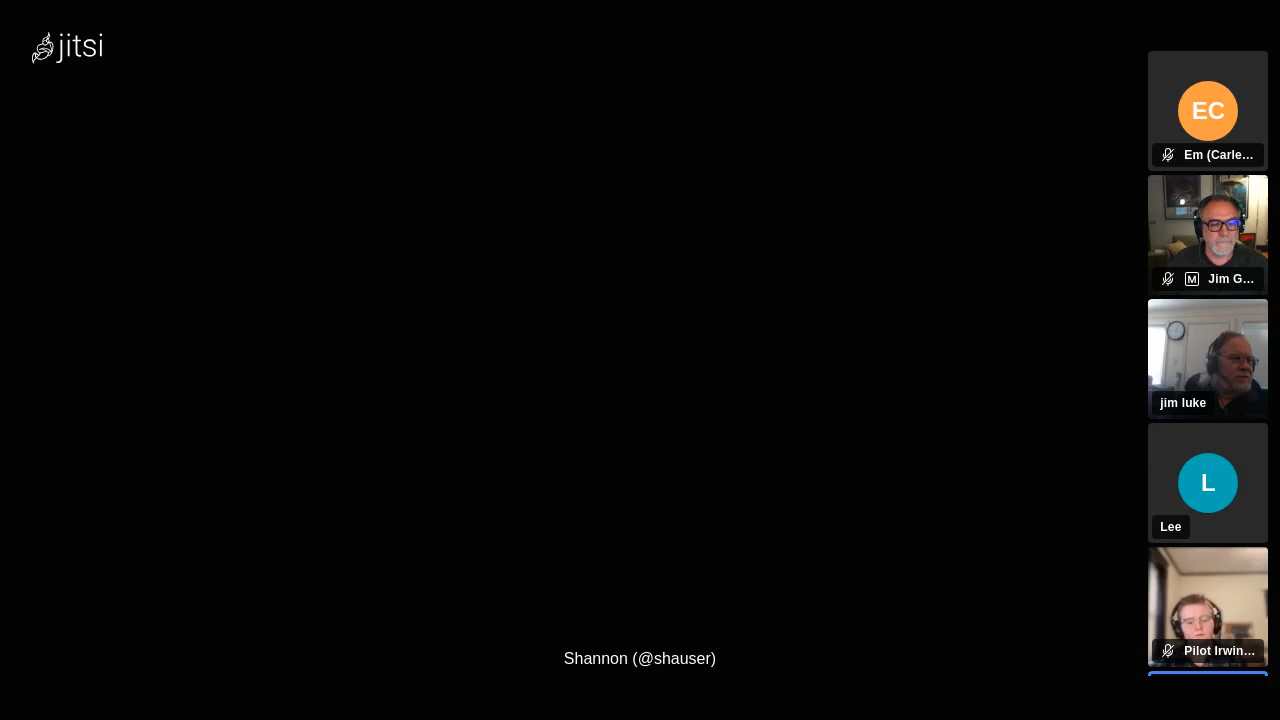 jitsi
EC
Em (Carle...
M
Jim G...
jim luke
L
Lee
Pilot Irwin...
Shannon (@shauser)